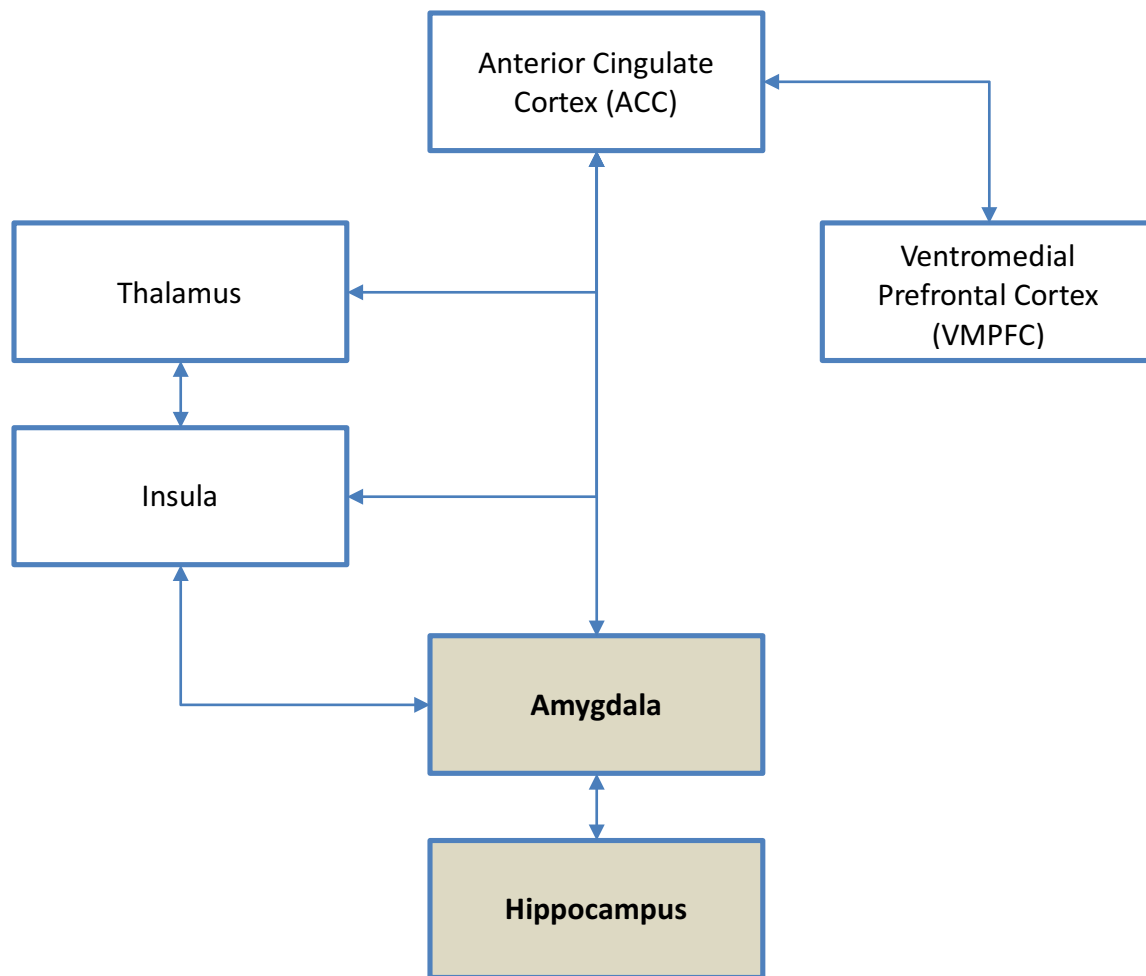 Anterior Cingulate
Cortex (ACC)
Thalamus
Ventromedial
Prefrontal Cortex
(VMPFC)
Insula
Amygdala
Hippocampus